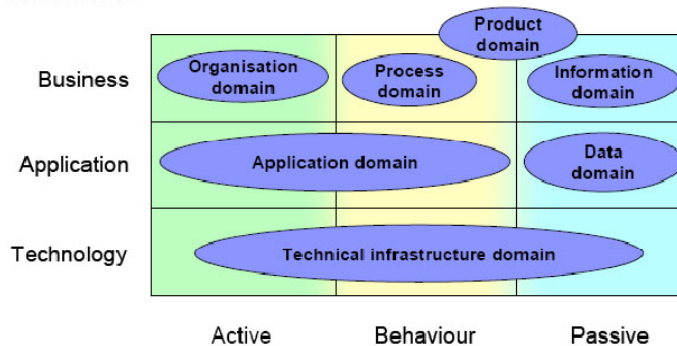 Product
domain
Business
Organisation
domain
Process
domain
Information
domain
Application
Application domain
Data
domain
Technology
Technical infrastructure domain
Active
Behaviour
Passive